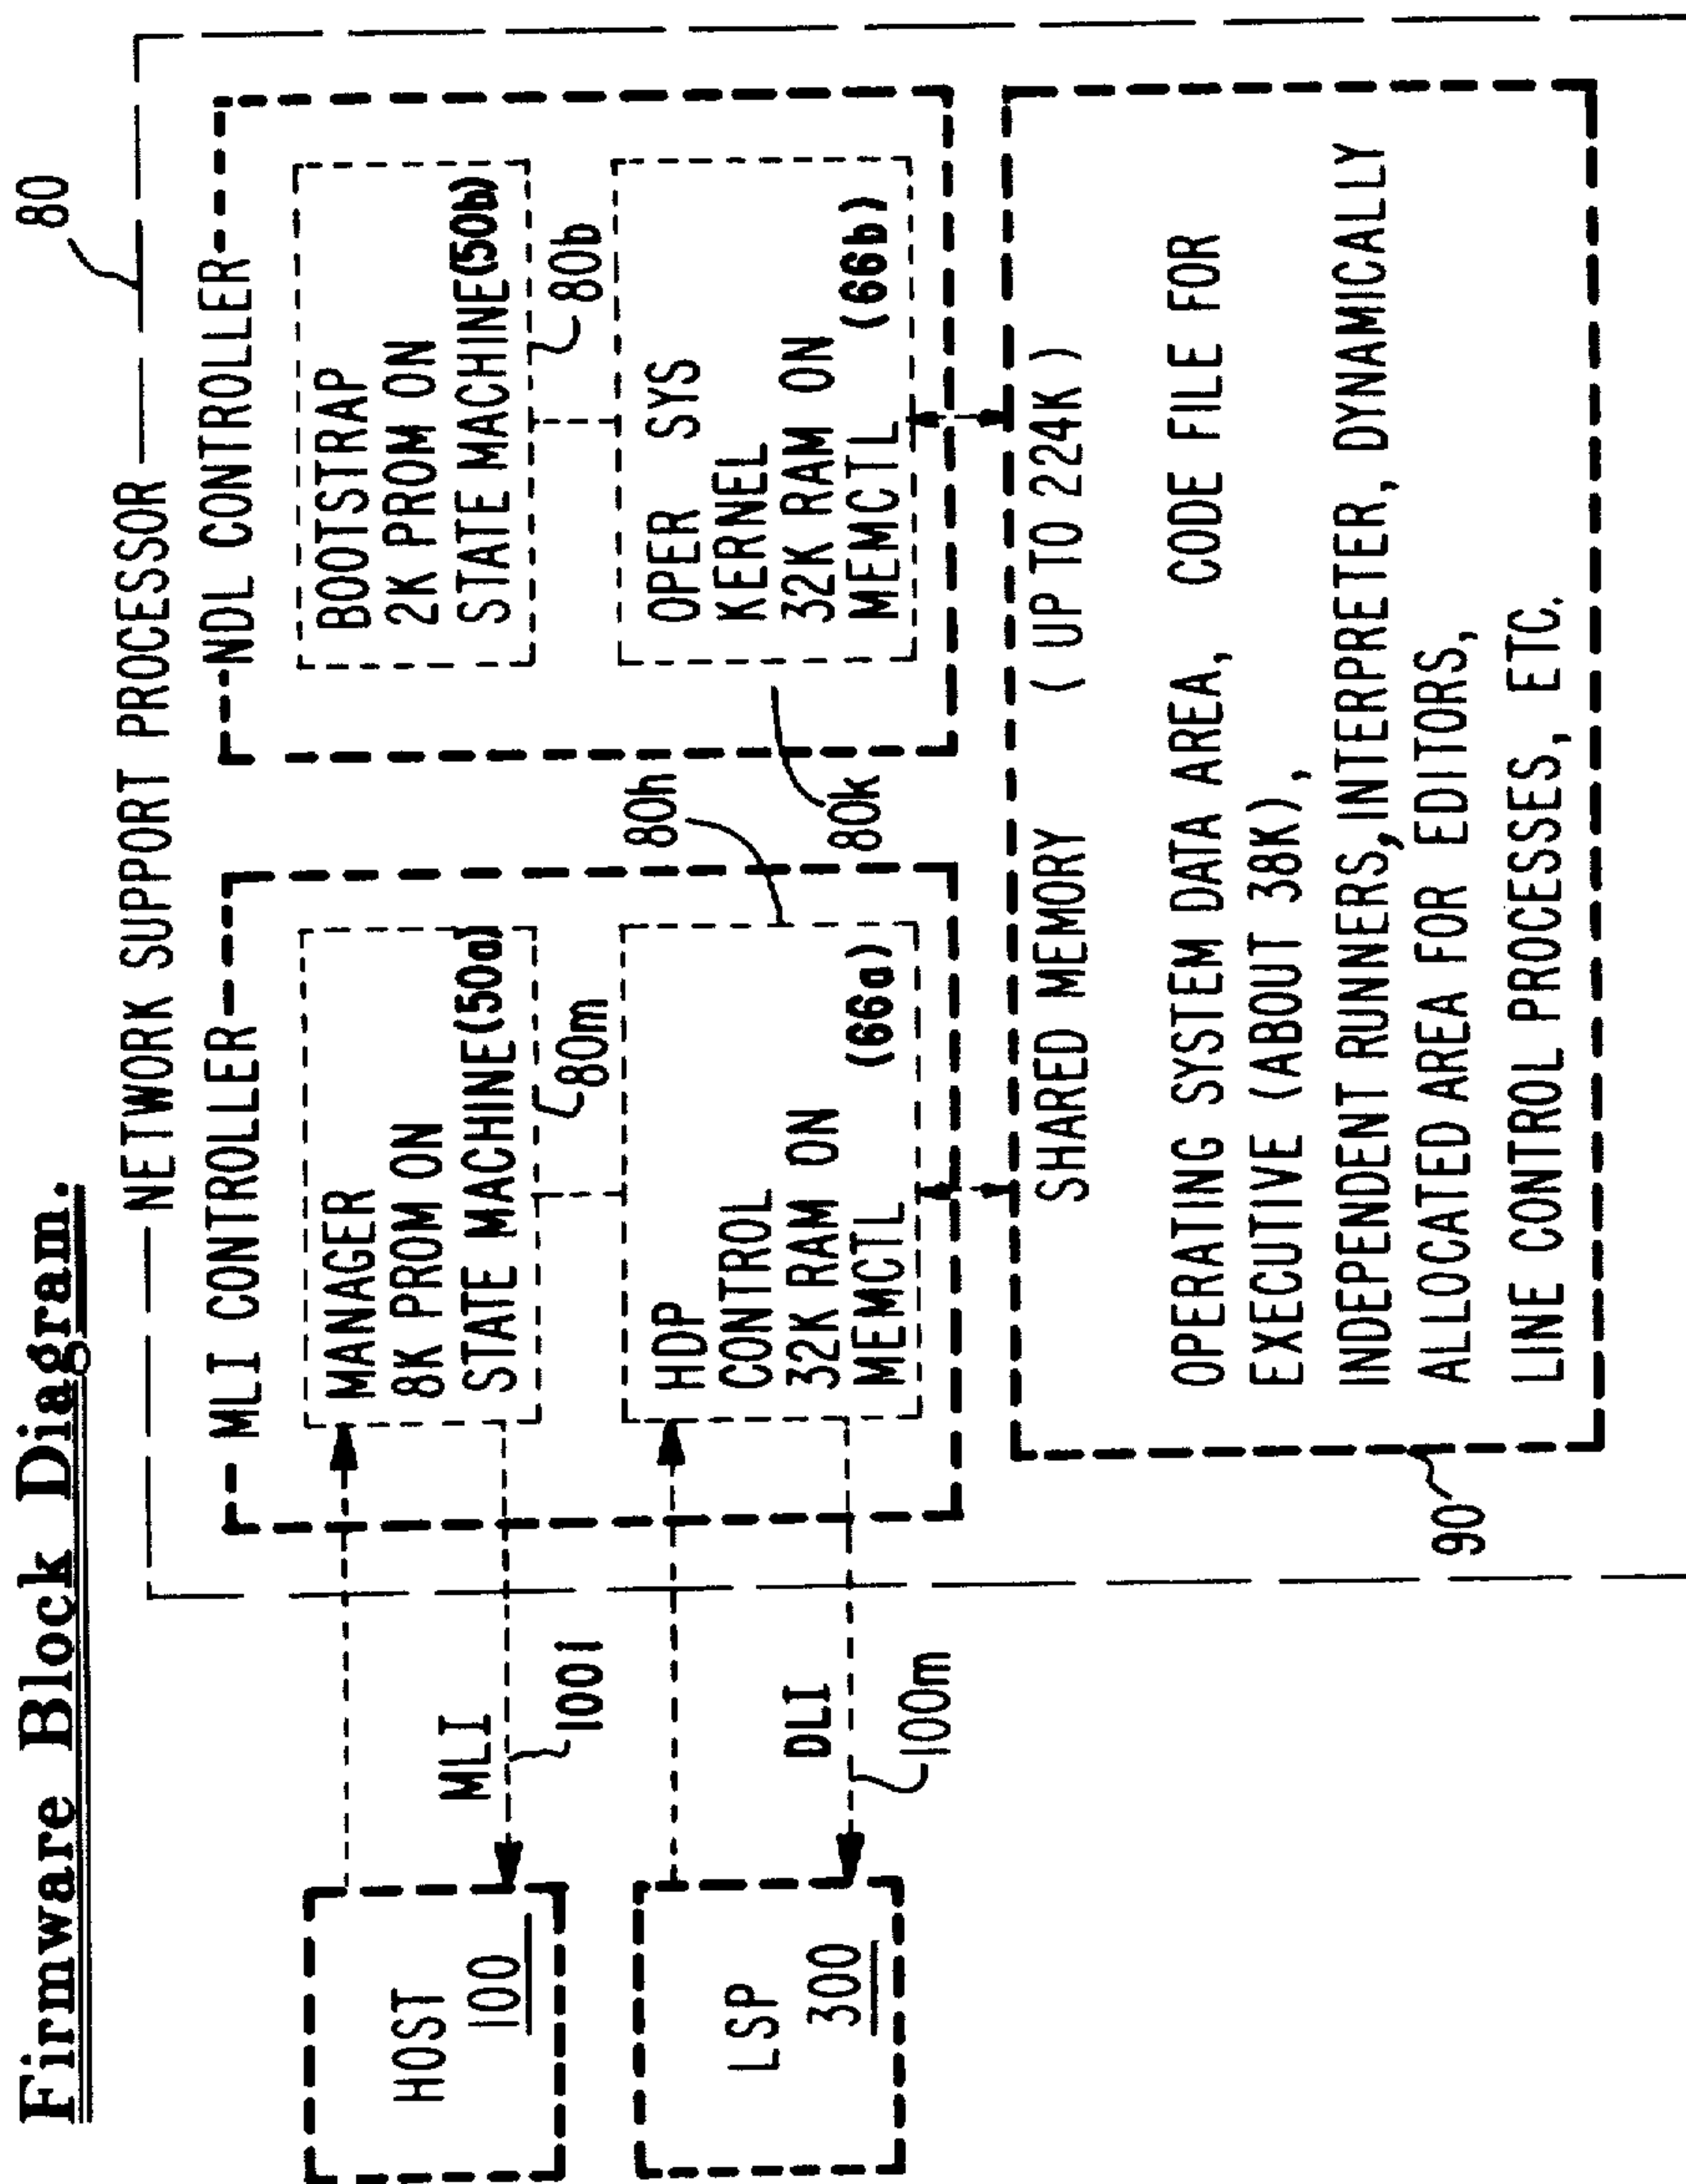 Firmware Block Diagram.
80
NETWORK SUPPORT PROCESSOR
MLI CONTROLLER
NDL CONTROLLER
MANAGER
8K PROM ON
STATE MACHINE(50a)
80m
BOOTSTRAP
2K PROM ON
STATE MACHINE(50b)
80b
HOST
100
MLI
100i
HDP
CONTROL
32K RAM ON
MEMCTL
(66a)
80h
OPER SYS
KERNEL
32K RAM ON
MEMCTL
(66b)
80k
LSP
300
DLI
100m
SHARED MEMORY ( UP TO 224K )
OPERATING SYSTEM DATA AREA, CODE FILE FOR
EXECUTIVE (ABOUT 38K),
INDEPENDENT RUNNERS, INTERPRETER, DYNAMICALLY
ALLOCATED AREA FOR EDITORS,
LINE CONTROL PROCESSES, ETC.
90